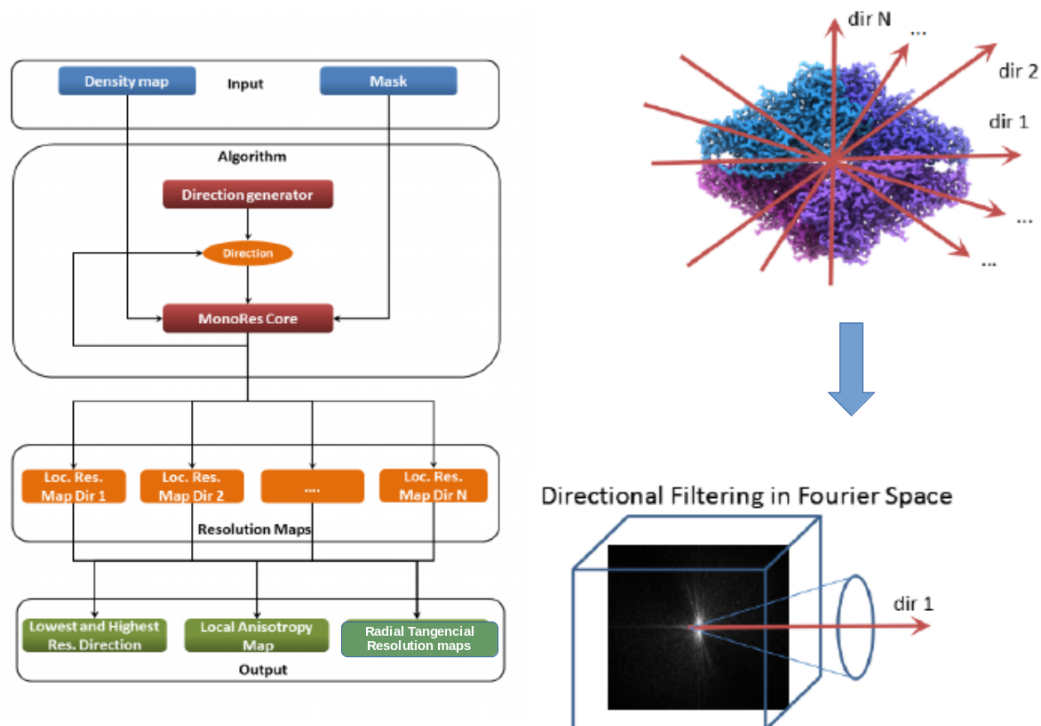 Density map
Input
Mask
Algorithm
Direction generator
Direction
MonoRes Core
Loc. Res.
Map Dir 1
Loc. Res.
Map Dir 2
....
Loc. Res.
Map Dir N
Resolution Maps
Lowest and Highest
Res. Direction
Local Anisotropy
Map
Radial Tangencial
Resolution maps
Output
dir N
...
dir 2
dir 1
...
...
Directional Filtering in Fourier Space
dir 1